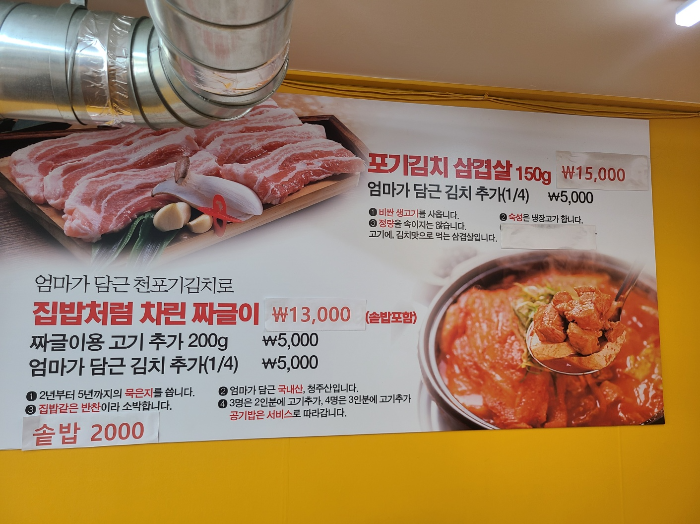 포기김치 삼겹살 150g ₩15,000
엄마가 담근 김치 추가(1/4) ₩5,000
❶ 비싼 생고기를 사용니다. ❷ 숙성은 냉장고가 합니다.
❸ 정량을 속이지는 않습니다.
고기에, 김치맛으로 먹는 삼겹살입니다.
엄마가 담근 천포기김치로
집밥처럼 차린 짜글이 ₩13,000 (솥밥포함)
짜글이용 고기 추가 200g ₩5,000
엄마가 담근 김치 추가(1/4) ₩5,000
❶ 2년부터 5년까지의 묵은자를 씁니다. ❷ 엄마가 담근 국내산, 청주산입니다.
❸ 집밥같은 반찬이라 소박합니다. ❹ 3명은 2인분에 고기추가, 4명은 3인분에 고기추가
공기밥은 서비스로 따라갑니다.
솥밥 2000